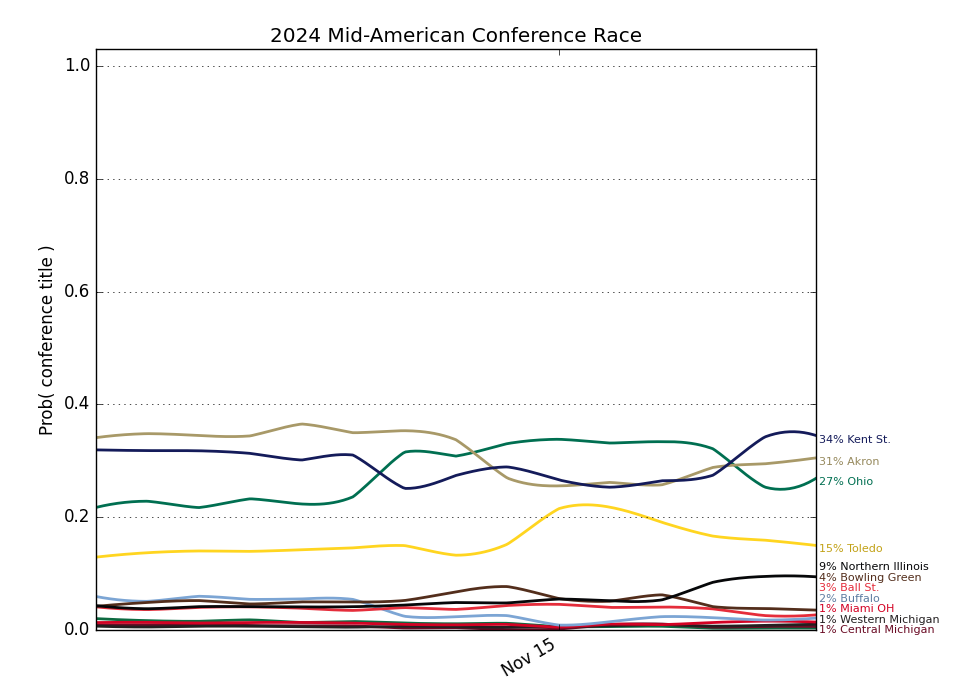 2024 Mid-American Conference Race
1.0
0.8
0.6
0.4
0.2
0.0
Prob( conference title )
Nov 15
34% Kent St.
31% Akron
27% Ohio
15% Toledo
9% Northern Illinois
4% Bowling Green
3% Ball St.
2% Buffalo
1% Miami OH
1% Western Michigan
1% Central Michigan